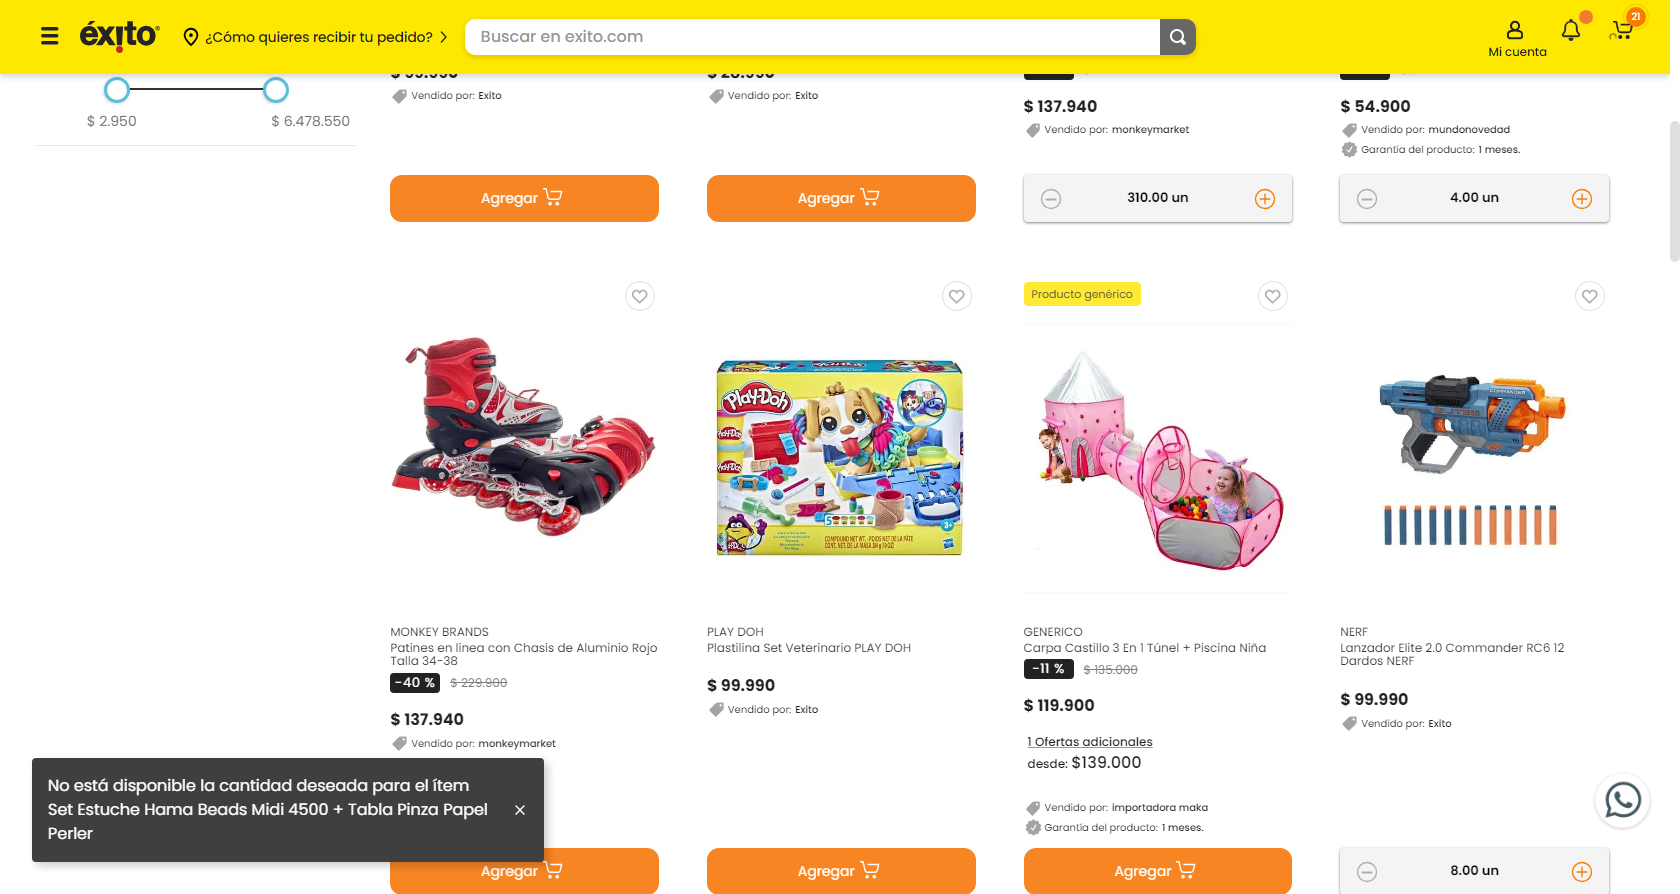 éxito
¿Cómo quieres recibir tu pedido?
Buscar en exito.com
Mi cuenta
21
$ 2.950
$ 6.478.550
Vendido por: Exito
Agregar
Vendido por: Exito
Agregar
$ 137.940
Vendido por: monkeymarket
310.00 un
$ 54.900
Vendido por: mundonovedad
Garantía del producto: 1 meses.
4.00 un
MONKEY BRANDS
Patines en linea con Chasis de Aluminio Rojo
Talla 34-38
-40 %
$ 229.900
$ 137.940
Vendido por: monkeymarket
Agregar
Play-Doh
PLAY DOH
Plastilina Set Veterinario PLAY DOH
$ 99.990
Vendido por: Exito
Agregar
Producto genérico
GENERICO
Carpa Castillo 3 En 1 Túnel + Piscina Niña
-11 %
$ 135.000
$ 119.900
1 Ofertas adicionales
desde: $139.000
Vendido por: importadora maka
Garantía del producto: 1 meses.
Agregar
NERF
Lanzador Elite 2.0 Commander RC6 12
Dardos NERF
$ 99.990
Vendido por: Exito
8.00 un
No está disponible la cantidad deseada para el ítem
Set Estuche Hama Beads Midi 4500 + Tabla Pinza Papel
Perler